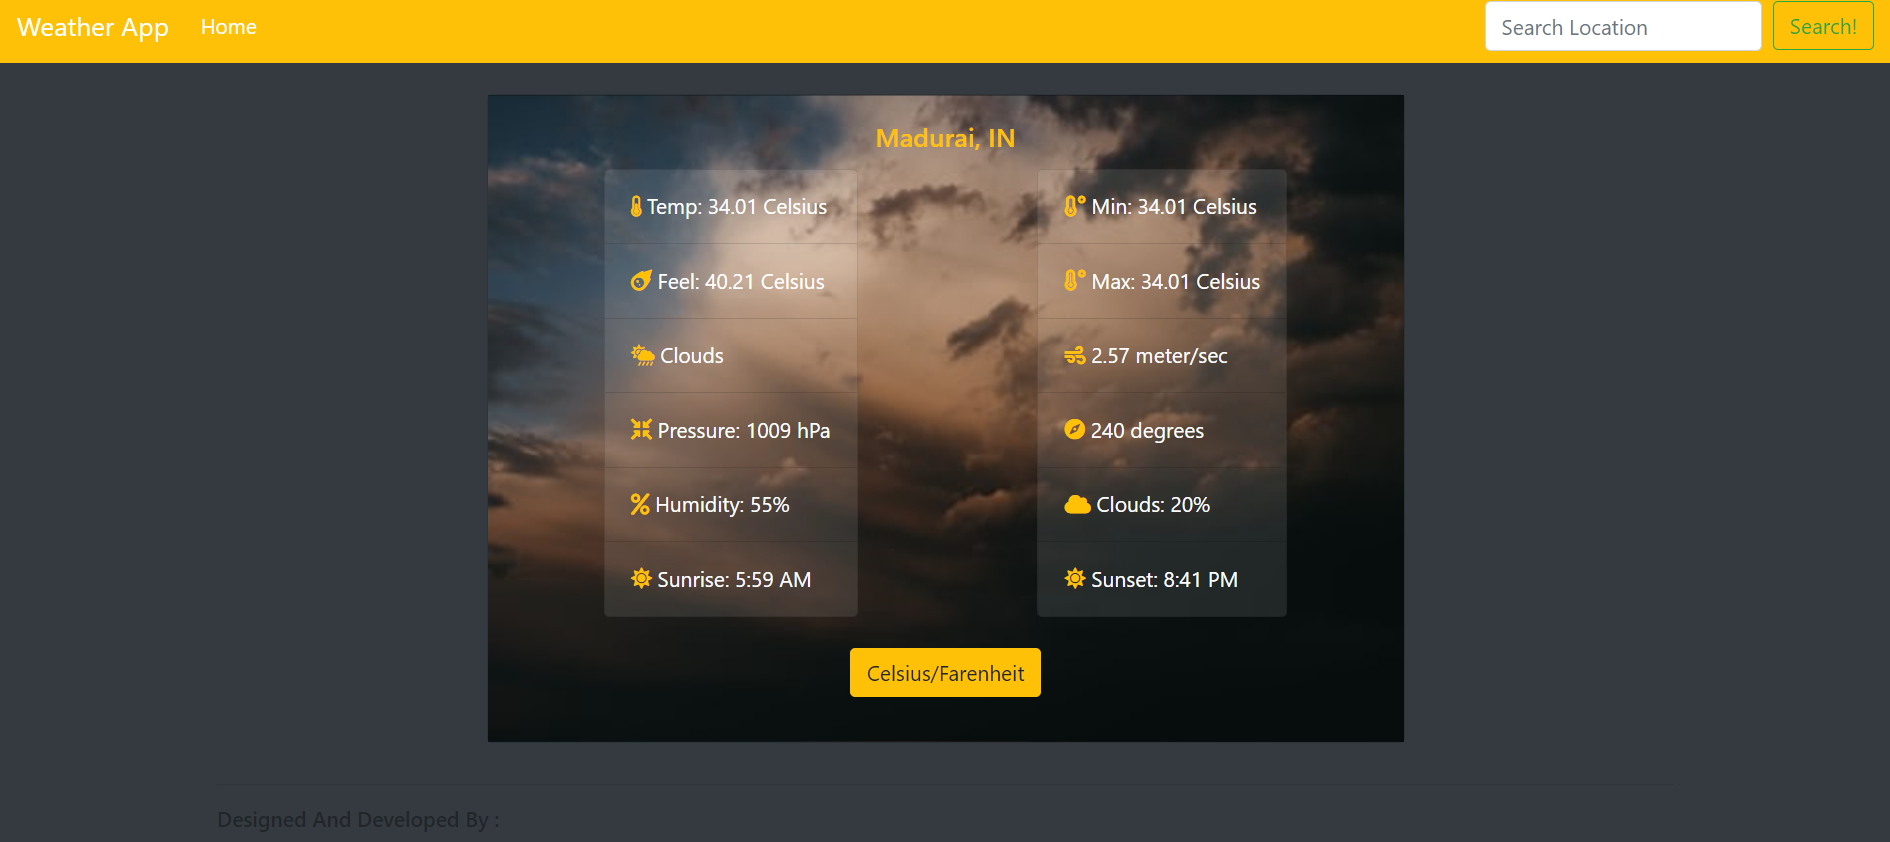 Weather App Home Search Location Search!
Madurai, IN
Temp: 34.01 Celsius
Feel: 40.21 Celsius
Clouds
Pressure: 1009 hPa
Humidity: 55%
Sunrise: 5:59 AM
Min: 34.01 Celsius
Max: 34.01 Celsius
2.57 meter/sec
240 degrees
Clouds: 20%
Sunset: 8:41 PM
Celsius/Farenheit
Designed And Developed By :